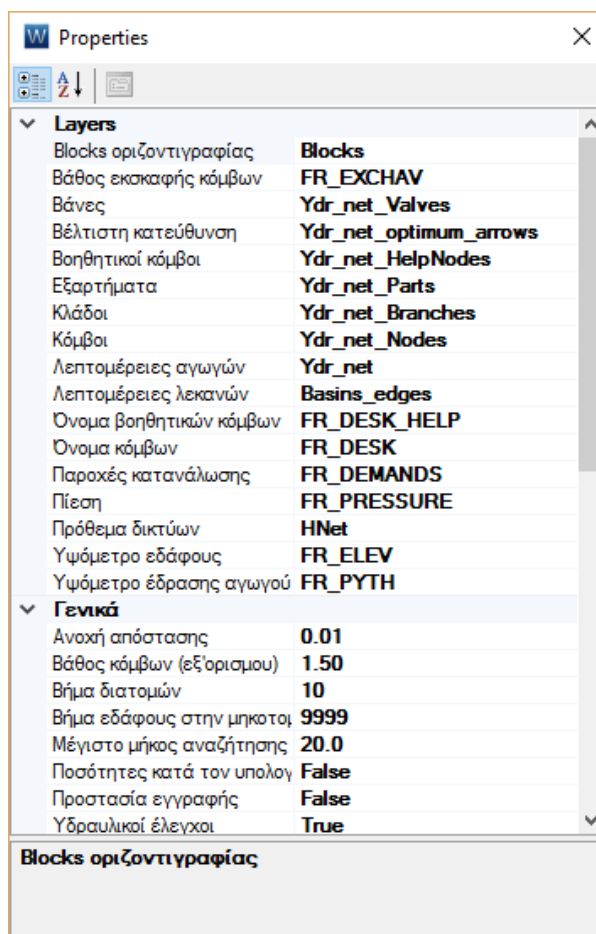 W Properties
A
Z
Layers
Blocks οριζοντιγραφίας Blocks
Βάθος εκσκαφής κόμβων FR_EXCHAV
Βάνες Ydr_net_Valves
Βέλτιστη κατεύθυνση Ydr_net_optimum_arrows
Βοηθητικοί κόμβοι Ydr_net_HelpNodes
Εξαρτήματα Ydr_net_Parts
Κλάδοι Ydr_net_Branches
Κόμβοι Ydr_net_Nodes
Λεπτομέρειες αγωγών Ydr_net
Λεπτομέρειες λεκανών Basins_edges
Όνομα βοηθητικών κόμβων FR_DESK_HELP
Όνομα κόμβων FR_DESK
Παροχές κατανάλωσης FR_DEMANDS
Πίεση FR_PRESSURE
Πρόθεμα δικτύων HNet
Υψόμετρο εδάφους FR_ELEV
Υψόμετρο έδρασης αγωγού FR_PYTH
Γενικά
Ανοχή απόστασης 0.01
Βάθος κόμβων (εξ'ορισμου) 1.50
Βήμα διατομών 10
Βήμα εδάφους στην μηκοτομ 9999
Μέγιστο μήκος αναζήτησης 20.0
Ποσότητες κατά τον υπολογ False
Προστασία εγγραφής False
Υδραυλικοί έλεγχοι True
Blocks οριζοντιγραφίας